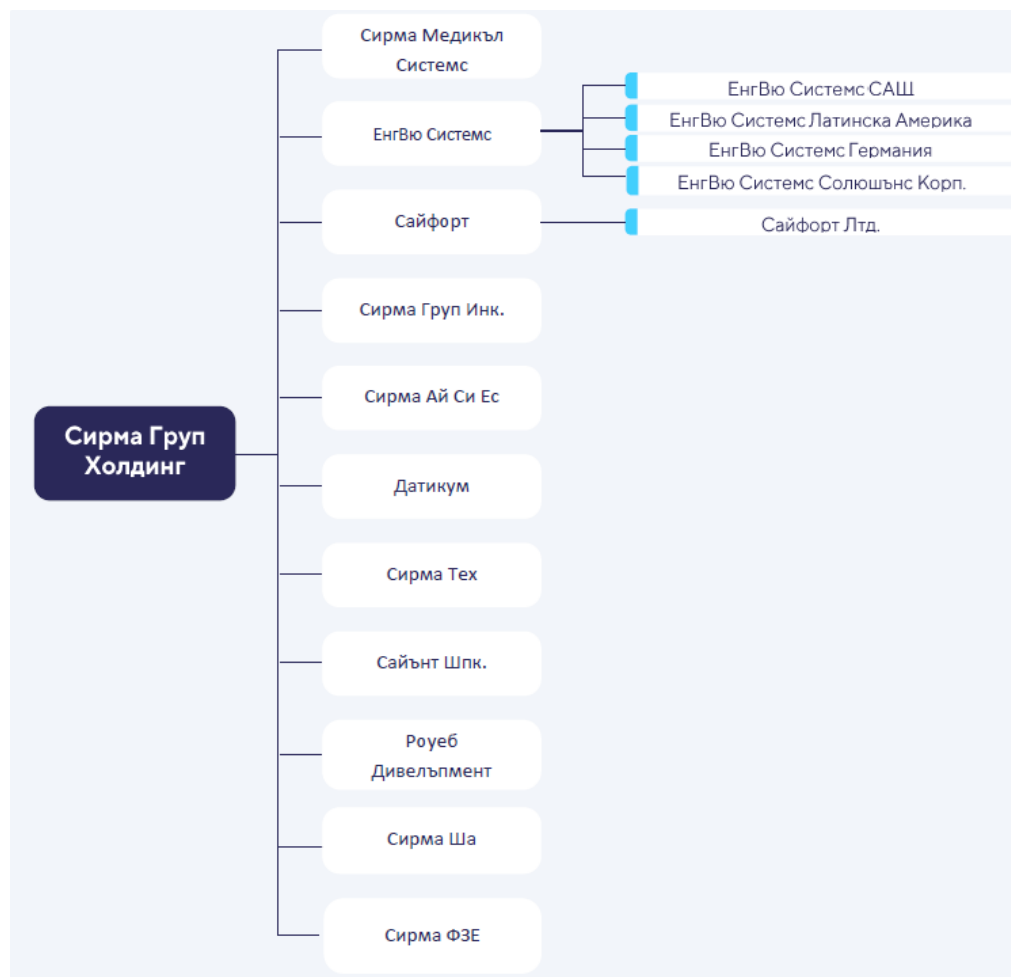 Сирма Медикъл
Системс
ЕнгВю Системс
ЕнгВю Системс САЩ
ЕнгВю Системс Латинска Америка
ЕнгВю Системс Германия
ЕнгВю Системс Солюшънс Корп.
Сайфорт
Сайфорт Лтд.
Сирма Груп Инк.
Сирма Ай Си Ес
Сирма Груп
Холдинг
Датикум
Сирма Тех
Сайънт Шпк.
Роуеб
Дивелъпмент
Сирма Ша
Сирма ФЗЕ